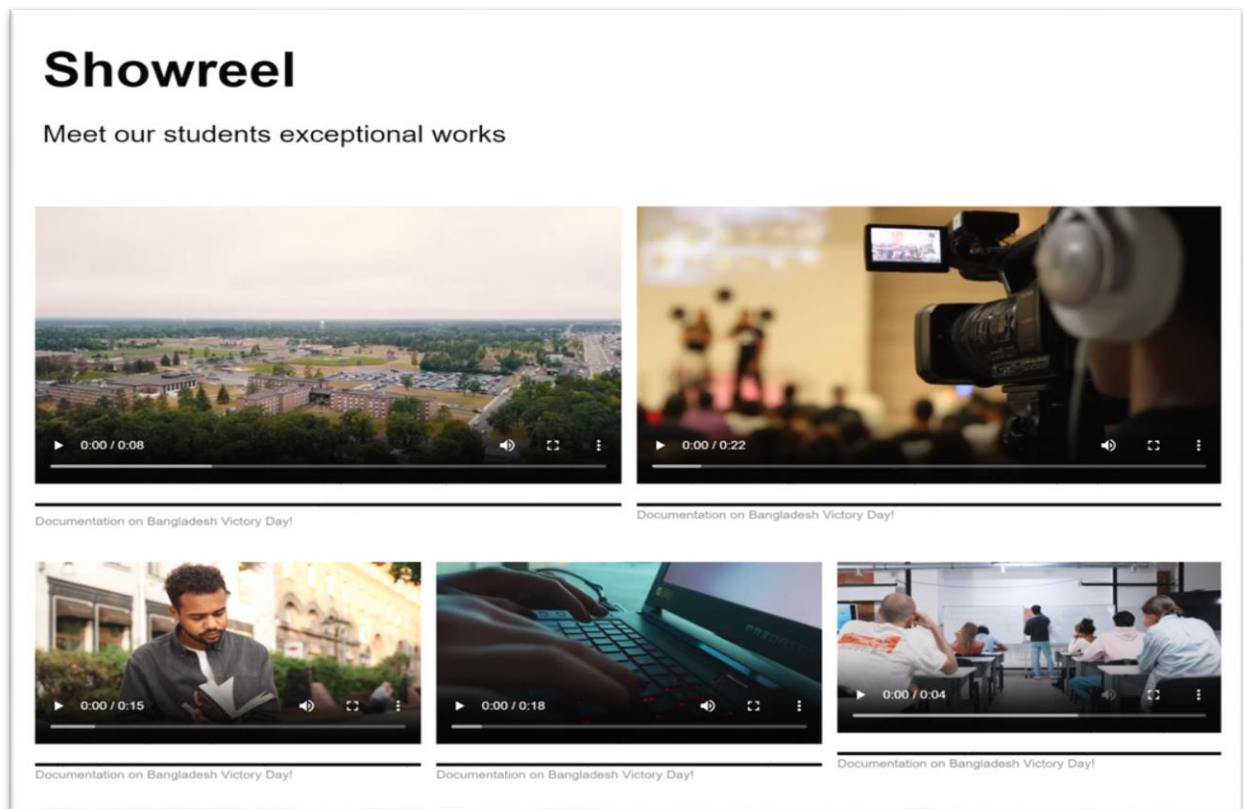 Showreel
Meet our students exceptional works
0:00 / 0:08
0:00 / 0:22
Documentation on Bangladesh Victory Day!
Documentation on Bangladesh Victory Day!
0:00 / 0:15
0:00 / 0:18
PREDATOR
0:00 / 0:04
Documentation on Bangladesh Victory Day!
Documentation on Bangladesh Victory Day!
Documentation on Bangladesh Victory Day!